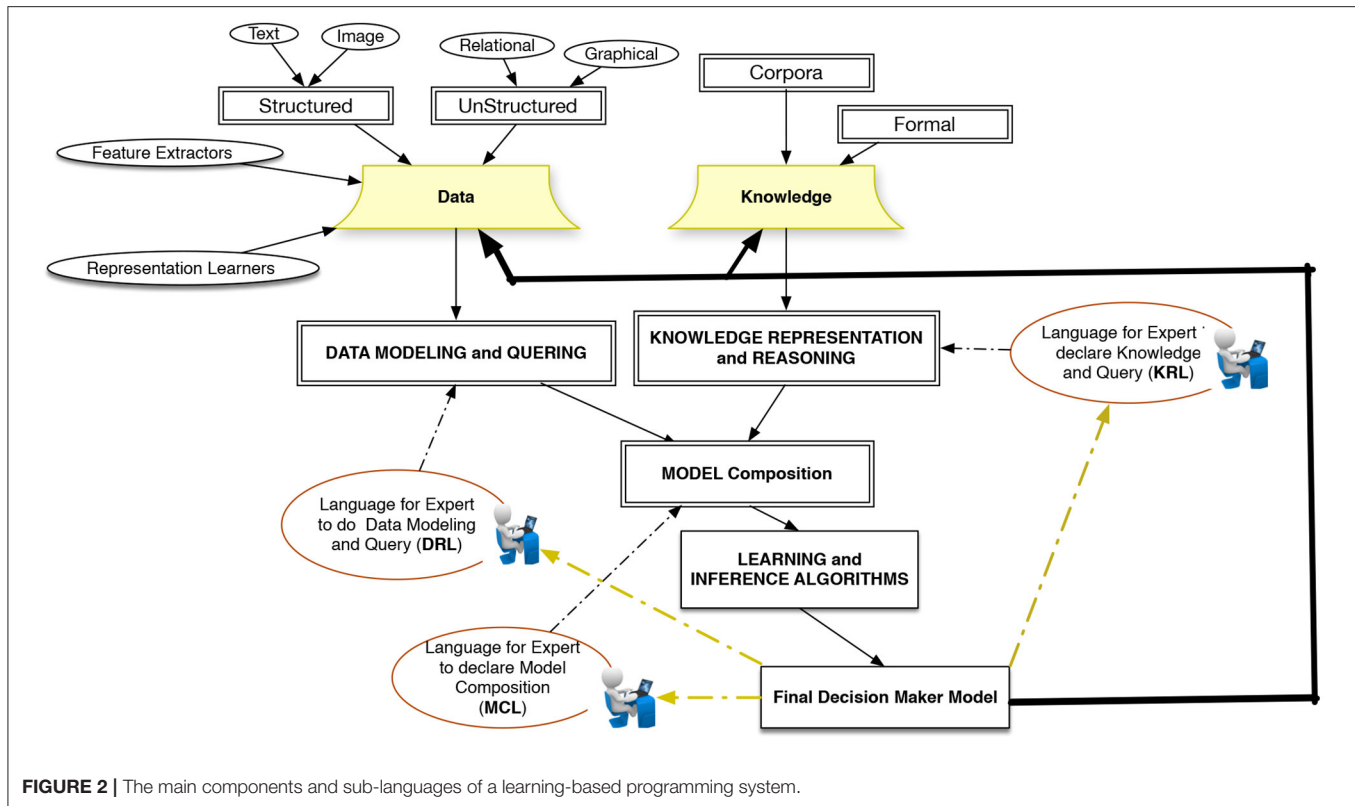 Text
Image
Relational
Graphical
Structured
UnStructured
Corpora
Formal
Feature Extractors
Data
Knowledge
Representation Learners
DATA MODELING and QUERING
KNOWLEDGE REPRESENTATION
and REASONING
Language for Expert
declare Knowledge
and Query (KRL)
MODEL Composition
Language for Expert
to do Data Modeling
and Query (DRL)
LEARNING and
INFERENCE ALGORITHMS
Language for Expert
to declare Model
Composition
(MCL)
Final Decision Maker Model
FIGURE 2 | The main components and sub-languages of a learning-based programming system.